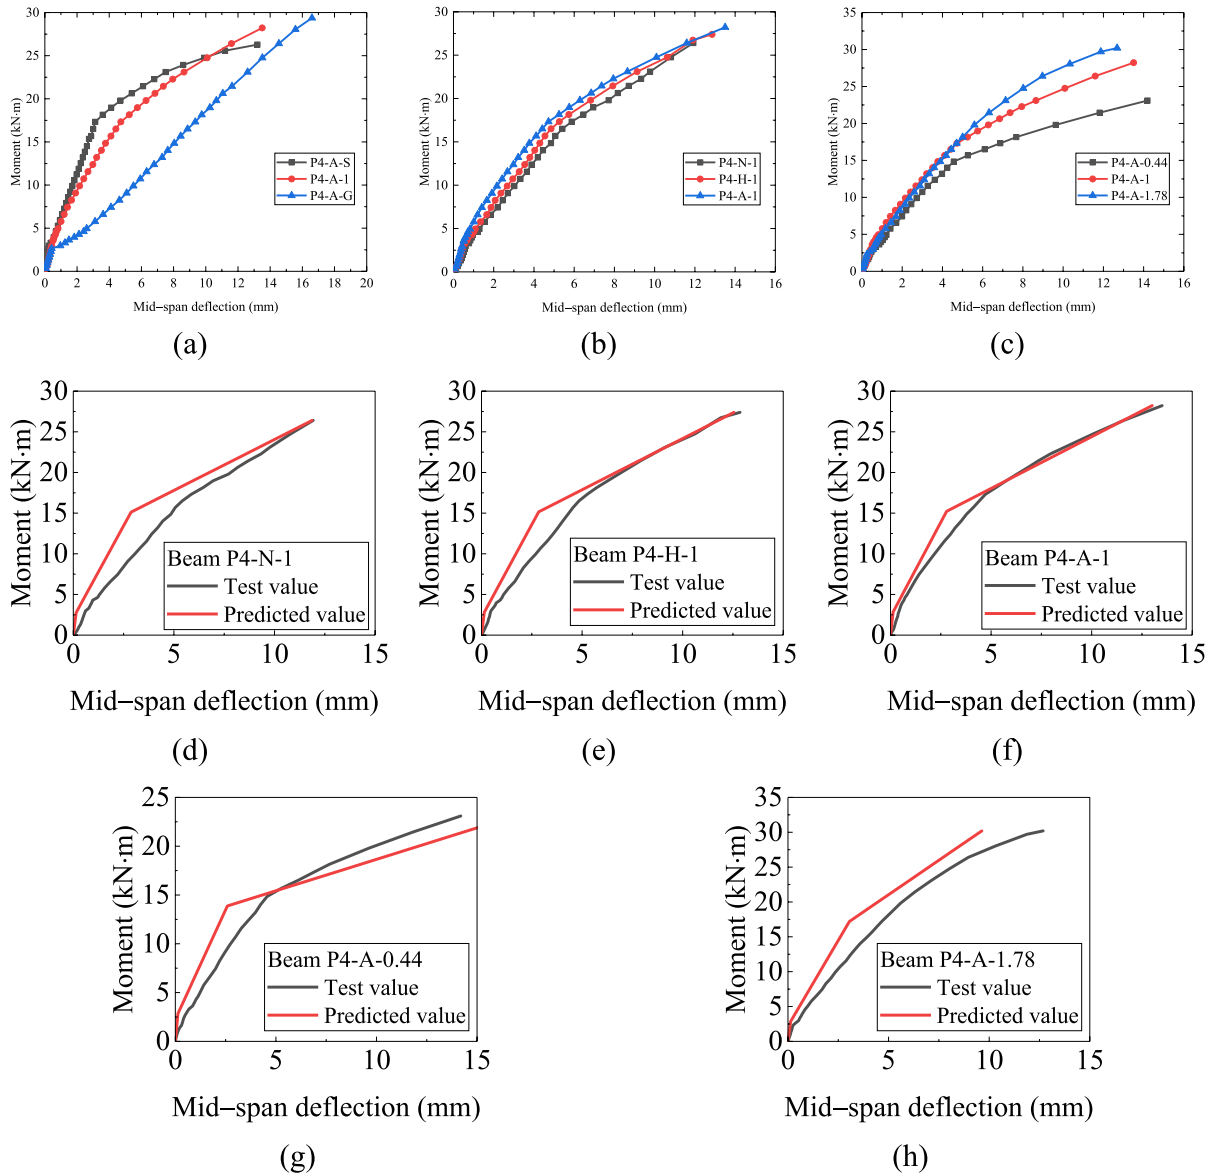 Moment (kN·m)
35
30
25
20
15
10
5
0
P4-A-S
P4-A-1
P4-A-G
0 2 4 6 8 10 12 14 16 18 20
Mid–span deflection (mm)
(a)
Moment (kN·m)
30
25
20
15
10
5
0
P4-N-1
P4-H-1
P4-A-1
0 2 4 6 8 10 12 14 16
Mid–span deflection (mm)
(b)
Moment (kN·m)
35
30
25
20
15
10
5
0
P4-A-0.44
P4-A-1
P4-A-1.78
0 2 4 6 8 10 12 14 16
Mid–span deflection (mm)
(c)
Moment (kN·m)
30
25
20
15
10
5
0
Beam P4-N-1
Test value
Predicted value
0 5 10 15
Mid–span deflection (mm)
(d)
Moment (kN·m)
30
25
20
15
10
5
0
Beam P4-H-1
Test value
Predicted value
0 5 10 15
Mid–span deflection (mm)
(e)
Moment (kN·m)
30
25
20
15
10
5
0
Beam P4-A-1
Test value
Predicted value
0 5 10 15
Mid–span deflection (mm)
(f)
Moment (kN·m)
25
20
15
10
5
0
Beam P4-A-0.44
Test value
Predicted value
0 5 10 15
Mid–span deflection (mm)
(g)
Moment (kN·m)
35
30
25
20
15
10
5
0
Beam P4-A-1.78
Test value
Predicted value
0 5 10 15
Mid–span deflection (mm)
(h)